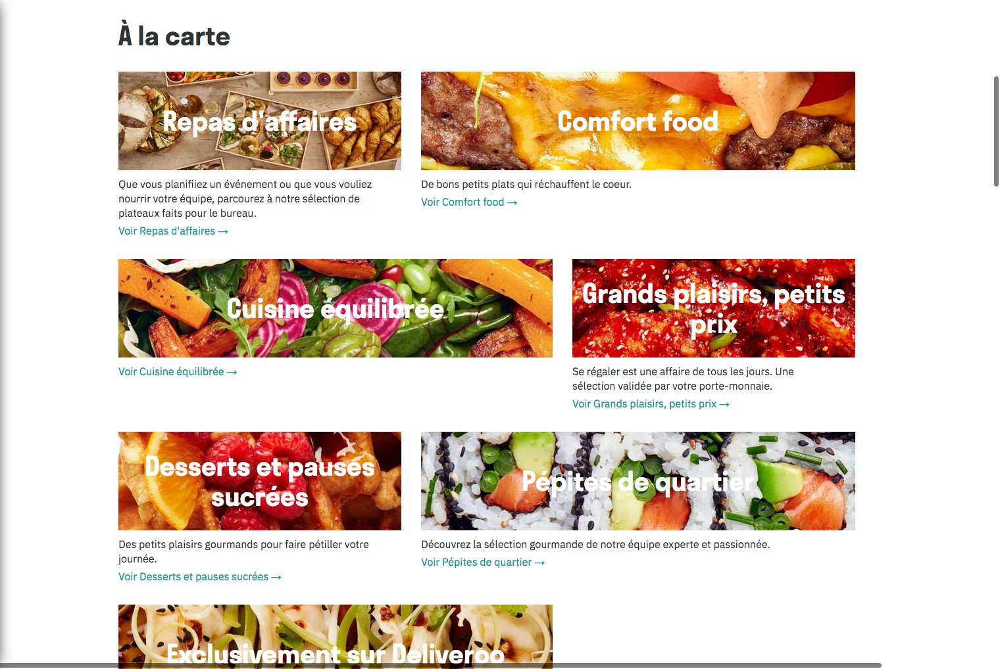 À la carte
Repas d'affaires
Comfort food
Que vous planifiiez un événement ou que vous vouliez
nourrir votre équipe, parcourez à notre sélection de
plateaux faits pour le bureau.
Voir Repas d'affaires →
De bons petits plats qui réchauffent le coeur.
Voir Comfort food →
Cuisine équilibrée
Grands plaisirs, petits
prix
Voir Cuisine équilibrée →
Se régaler est une affaire de tous les jours. Une
sélection validée par votre porte-monnaie.
Voir Grands plaisirs, petits prix →
Desserts et pauses
sucrées
Pépites de quartier
Des petits plaisirs gourmands pour faire pétiller votre
journée.
Voir Desserts et pauses sucrées →
Découvrez la sélection gourmande de notre équipe experte et passionnée.
Voir Pépites de quartier →
Exclusivement sur Deliveroo